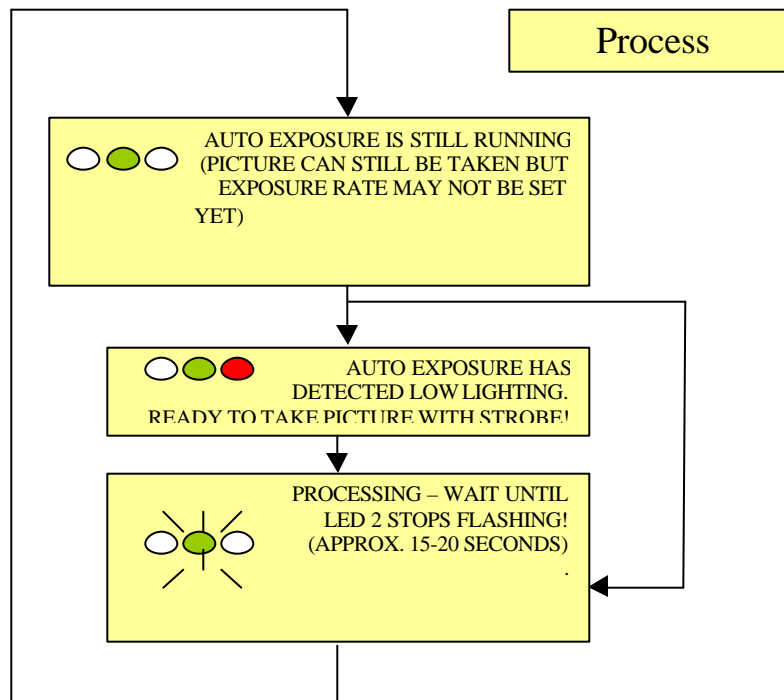 Process
AUTO EXPOSURE IS STILL RUNNING
(PICTURE CAN STILL BE TAKEN BUT
EXPOSURE RATE MAY NOT BE SET
YET)
AUTO EXPOSURE HAS
DETECTED LOW LIGHTING.
READY TO TAKE PICTURE WITH STROBE!
PROCESSING – WAIT UNTIL
LED 2 STOPS FLASHING!
(APPROX. 15-20 SECONDS)
.